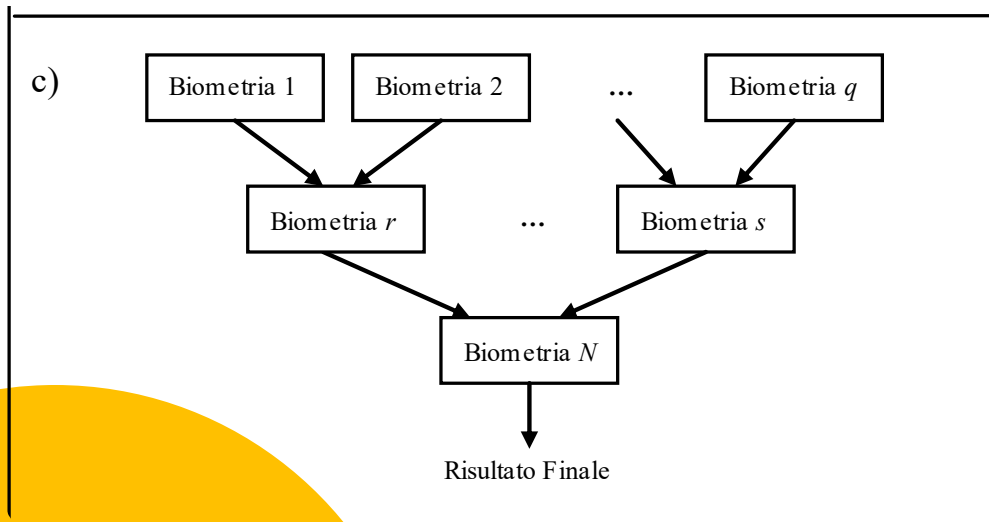 c)
Biometria 1
Biometria 2
...
Biometria q
Biometria r
...
Biometria s
Biometria N
Risultato Finale